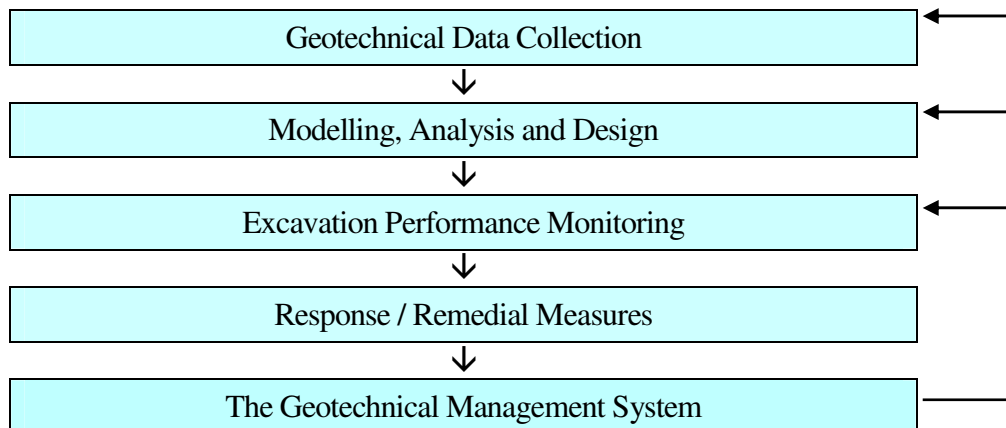 Geotechnical Data Collection
Modelling, Analysis and Design
Excavation Performance Monitoring
Response / Remedial Measures
The Geotechnical Management System